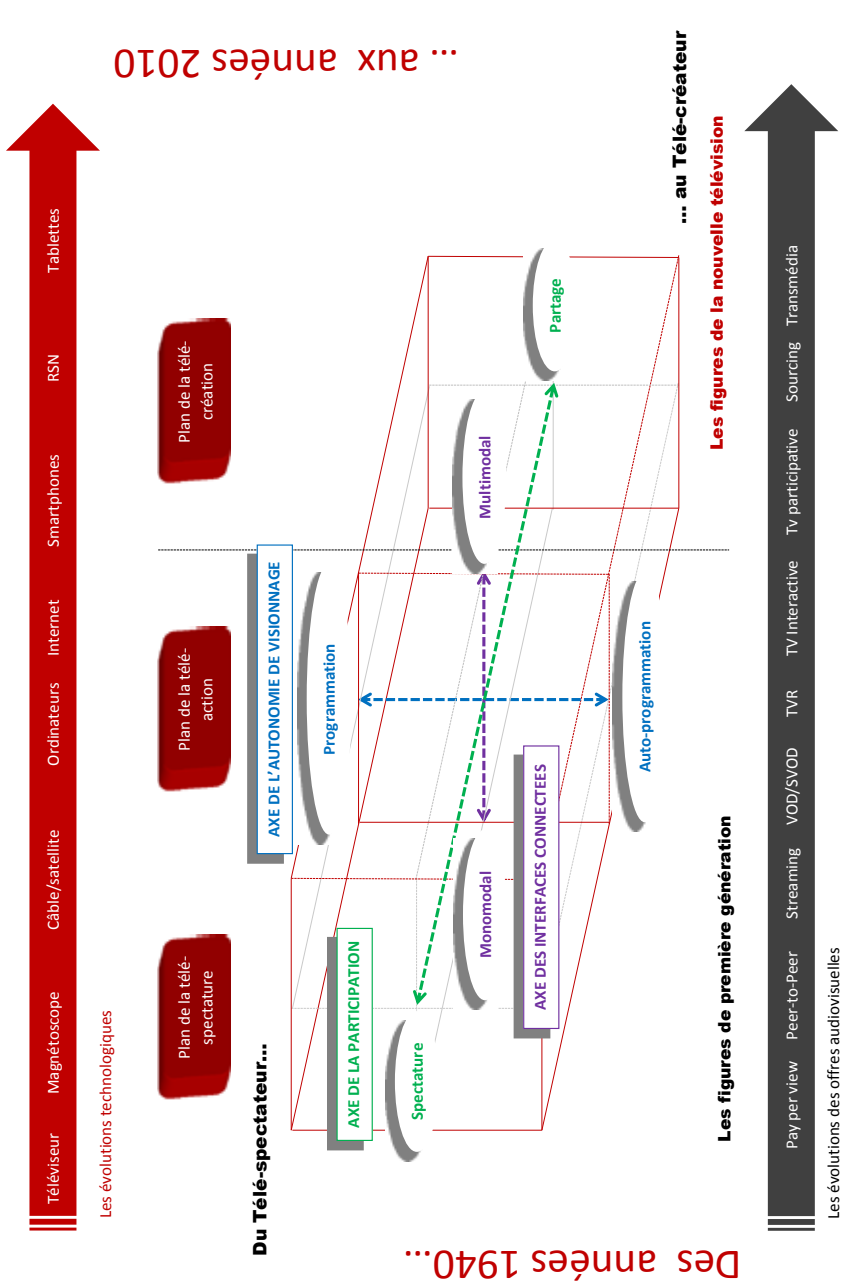 Des années 1940...
... aux années 2010
Téléviseur
Magnétoscope
Câble/satellite
Ordinateurs
Internet
Smartphones
RSN
Tablettes
Les évolutions technologiques
Plan de la télé-
spectature
Plan de la télé-
action
Plan de la télé-
création
Du Télé-spectateur...
AXE DE L'AUTONOMIE DE VISIONNAGE
Programmation
AXE DE LA PARTICIPATION
Spectature
Monomodal
Multimodal
AXE DES INTERFACES CONNECTEES
Partage
Auto-programmation
... au Télé-créateur
Les figures de première génération
Les figures de la nouvelle télévision
Pay per view
Peer-to-Peer
Streaming
VOD/SVOD
TVR
TV Interactive
Tv participative
Sourcing
Transmédia
Les évolutions des offres audiovisuelles